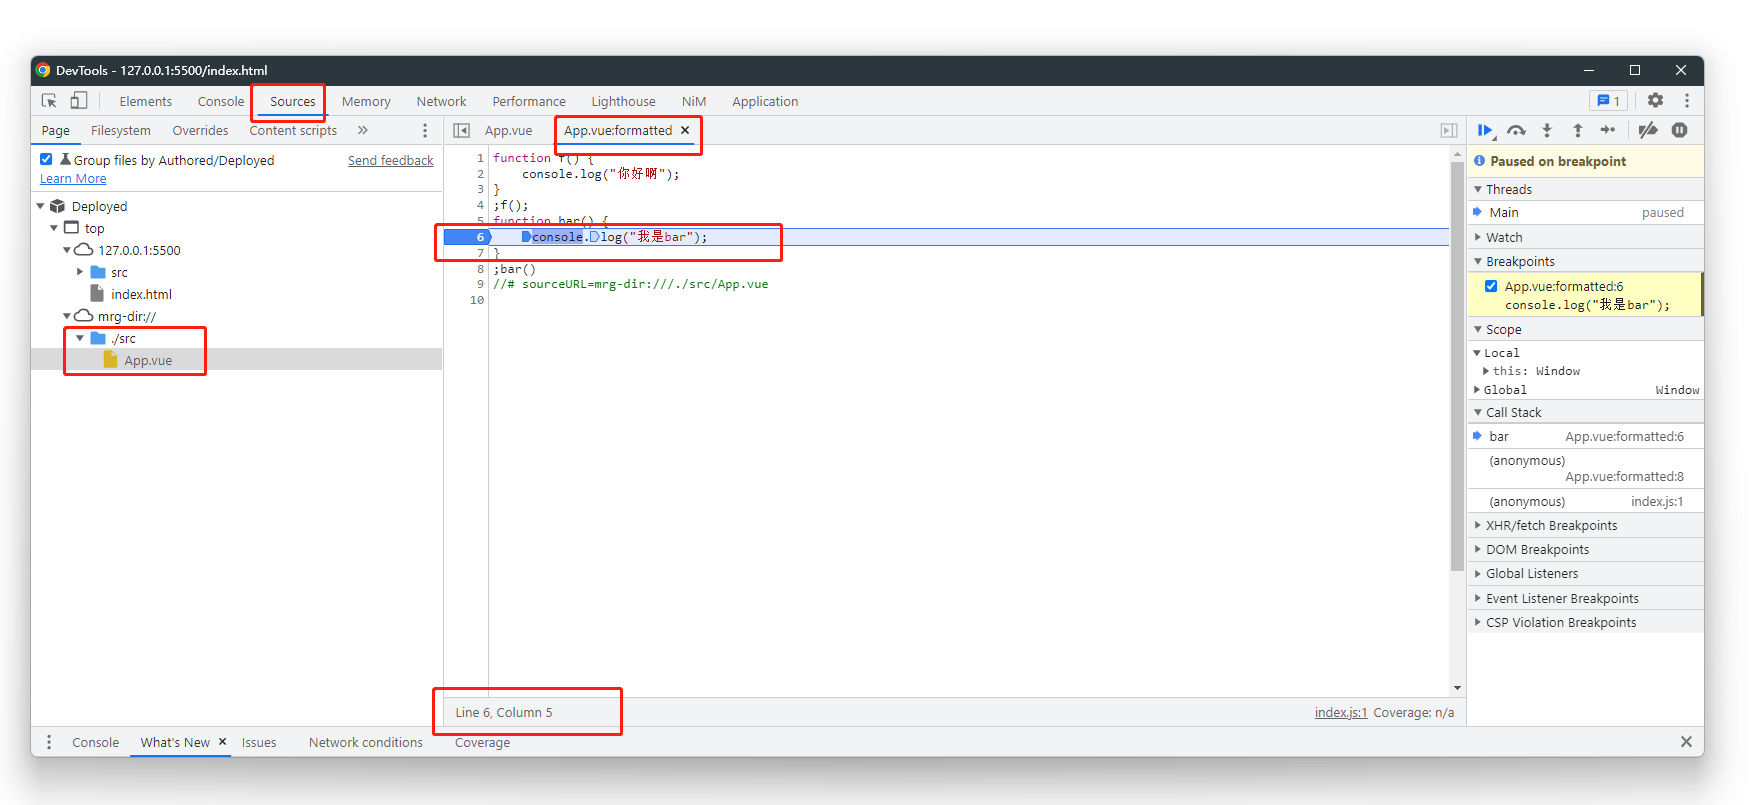 DevTools - 127.0.0.1:5500/index.html
Elements Console Sources Memory Network Performance Lighthouse NiM Application 1
Page Filesystem Overrides Content scripts
Group files by Authored/Deployed Send feedback
Learn More
Deployed
top
127.0.0.1:5500
src
index.html
mrg-dir://
./src
App.vue
App.vue App.vue:formatted
1 function f() {
2 console.log("你好啊");
3 }
4 ;f();
5 function bar() {
6 console.log("我是bar");
7 }
8 ;bar()
9 //# sourceURL=mrg-dir:///./src/App.vue
10
Line 6, Column 5 index.js:1 Coverage: n/a
Paused on breakpoint
Threads
Main paused
Watch
Breakpoints
App.vue:formatted:6
console.log("我是bar");
Scope
Local
this: Window
Global Window
Call Stack
bar App.vue:formatted:6
(anonymous)
App.vue:formatted:8
(anonymous) index.js:1
XHR/fetch Breakpoints
DOM Breakpoints
Global Listeners
Event Listener Breakpoints
CSP Violation Breakpoints
Console What's New Issues Network conditions Coverage